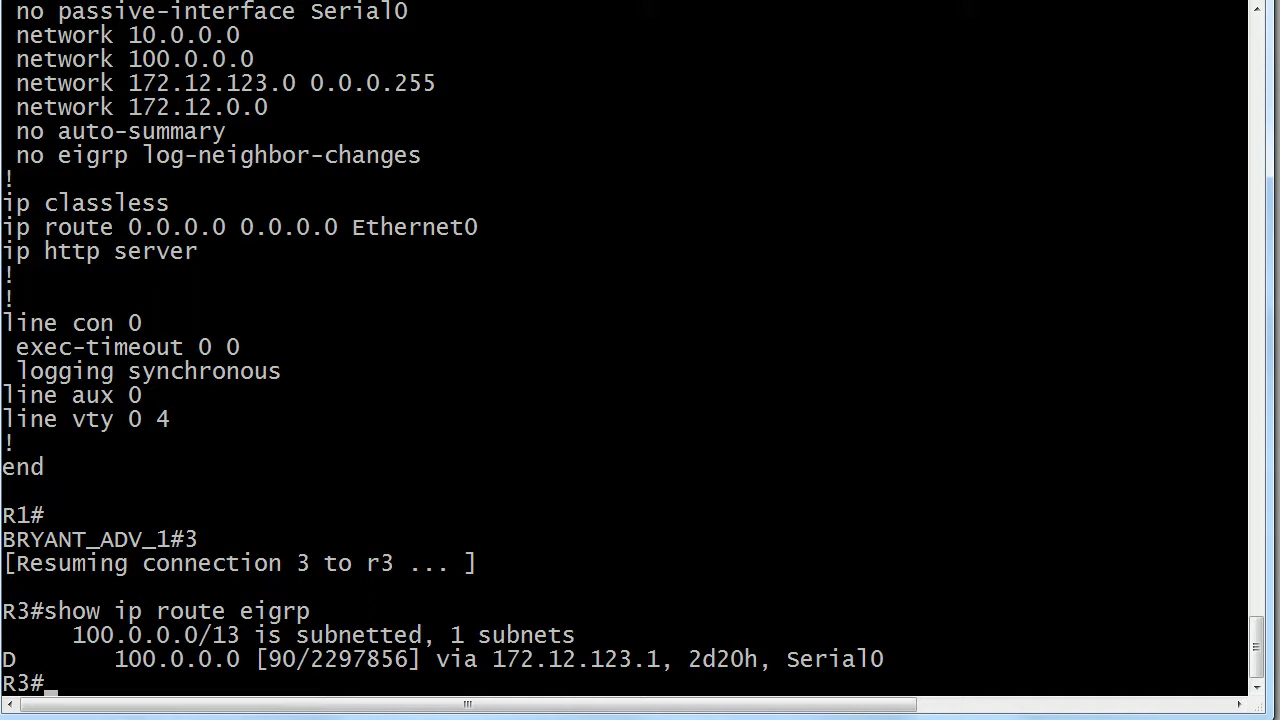 no passive-interface Serial0
network 10.0.0.0
network 100.0.0.0
network 172.12.123.0 0.0.0.255
network 172.12.0.0
no auto-summary
no eigrp log-neighbor-changes
!
ip classless
ip route 0.0.0.0 0.0.0.0 Ethernet0
ip http server
!
!
line con 0
exec-timeout 0 0
logging synchronous
line aux 0
line vty 0 4
!
end
R1#
BRYANT_ADV_1#3
[Resuming connection 3 to r3 ... ]
R3#show ip route eigrp
100.0.0.0/13 is subnetted, 1 subnets
D 100.0.0.0 [90/2297856] via 172.12.123.1, 2d20h, Serial0
R3#